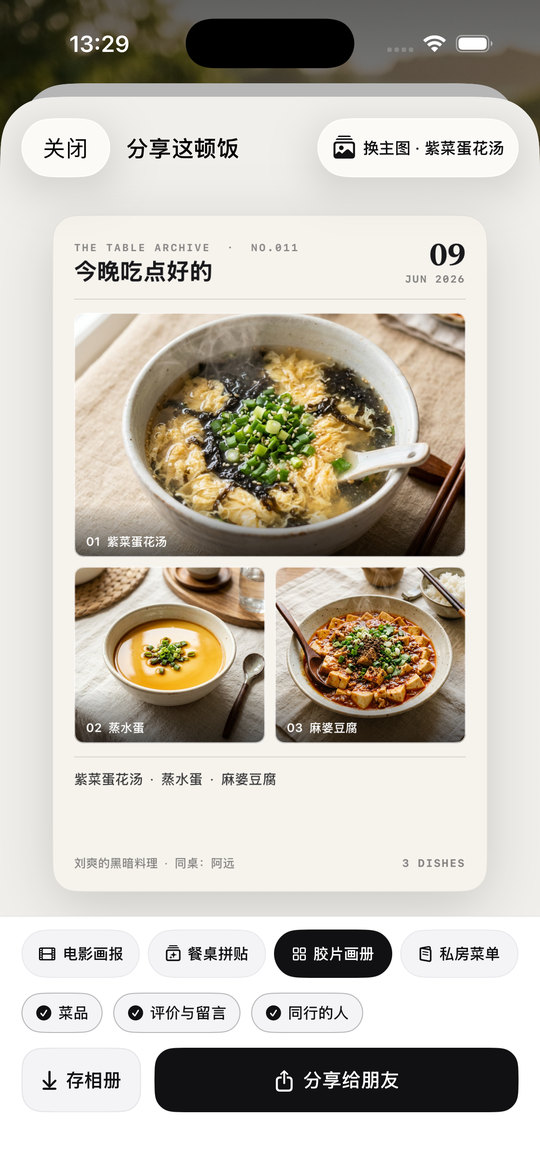 13:29
关闭
分享这顿饭
换主图 · 紫菜蛋花汤
THE TABLE ARCHIVE · NO.011
今晚吃点好的
09
JUN 2026
01 紫菜蛋花汤
02 蒸水蛋
03 麻婆豆腐
紫菜蛋花汤 · 蒸水蛋 · 麻婆豆腐
刘爽的黑暗料理 · 同桌：阿远
3 DISHES
电影画报
餐桌拼贴
胶片画册
私房菜单
菜品
评价与留言
同行的人
存相册
分享给朋友